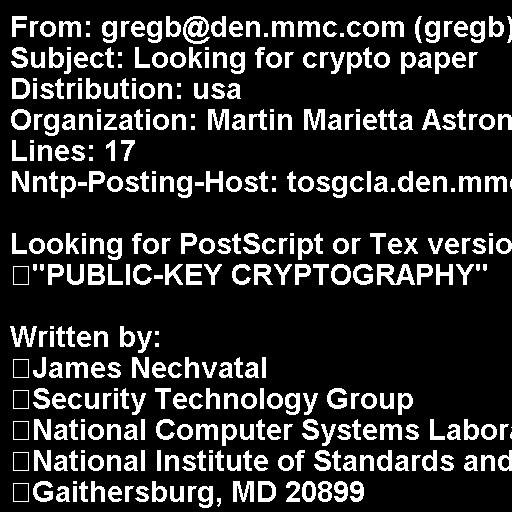 From: gregb@den.mmc.com (gregb)
Subject: Looking for crypto paper
Distribution: usa
Organization: Martin Marietta Astron
Lines: 17
Nntp-Posting-Host: tosgcla.den.mm

Looking for PostScript or Tex versio
"PUBLIC-KEY CRYPTOGRAPHY"

Written by:
James Nechvatal
Security Technology Group
National Computer Systems Labor
National Institute of Standards and
Gaithersburg, MD 20899